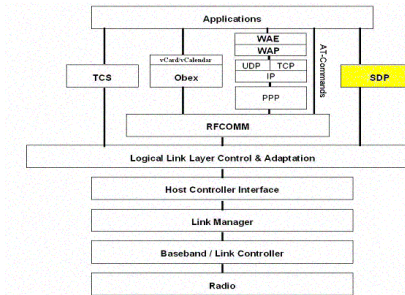 Applications
WAE
WAP
AT-Commands
vCard/vCalendar
UDP TCP
TCS
Obex
IP
SDP
PPP
RFCOMM
Logical Link Layer Control & Adaptation
Host Controller Interface
Link Manager
Baseband / Link Controller
Radio